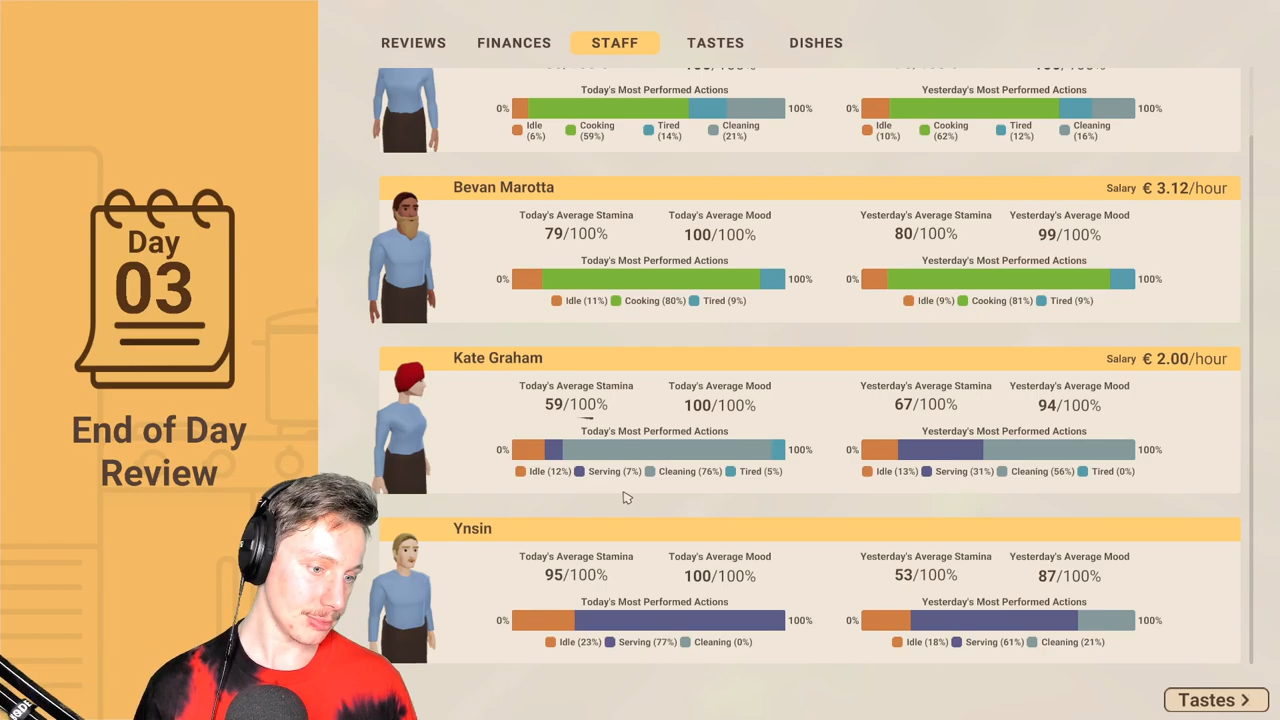 REVIEWS FINANCES STAFF TASTES DISHES
Today's Most Performed Actions Yesterday's Most Performed Actions
0% 100% 0% 100%
Idle (6%) Cooking (59%) Tired (14%) Cleaning (21%) Idle (10%) Cooking (62%) Tired (12%) Cleaning (16%)
Bevan Marotta Salary € 3.12/hour
Today's Average Stamina Today's Average Mood Yesterday's Average Stamina Yesterday's Average Mood
79/100% 100/100% 80/100% 99/100%
Today's Most Performed Actions Yesterday's Most Performed Actions
0% 100% 0% 100%
Idle (11%) Cooking (80%) Tired (9%) Idle (9%) Cooking (81%) Tired (9%)
Day
03
End of Day
Review
Kate Graham Salary € 2.00/hour
Today's Average Stamina Today's Average Mood Yesterday's Average Stamina Yesterday's Average Mood
59/100% 100/100% 67/100% 94/100%
Today's Most Performed Actions Yesterday's Most Performed Actions
0% 100% 0% 100%
Idle (12%) Serving (7%) Cleaning (76%) Tired (5%) Idle (13%) Serving (31%) Cleaning (56%) Tired (0%)
Ynsin
Today's Average Stamina Today's Average Mood Yesterday's Average Stamina Yesterday's Average Mood
95/100% 100/100% 53/100% 87/100%
Today's Most Performed Actions Yesterday's Most Performed Actions
0% 100% 0% 100%
Idle (23%) Serving (77%) Cleaning (0%) Idle (18%) Serving (61%) Cleaning (21%)
Tastes >